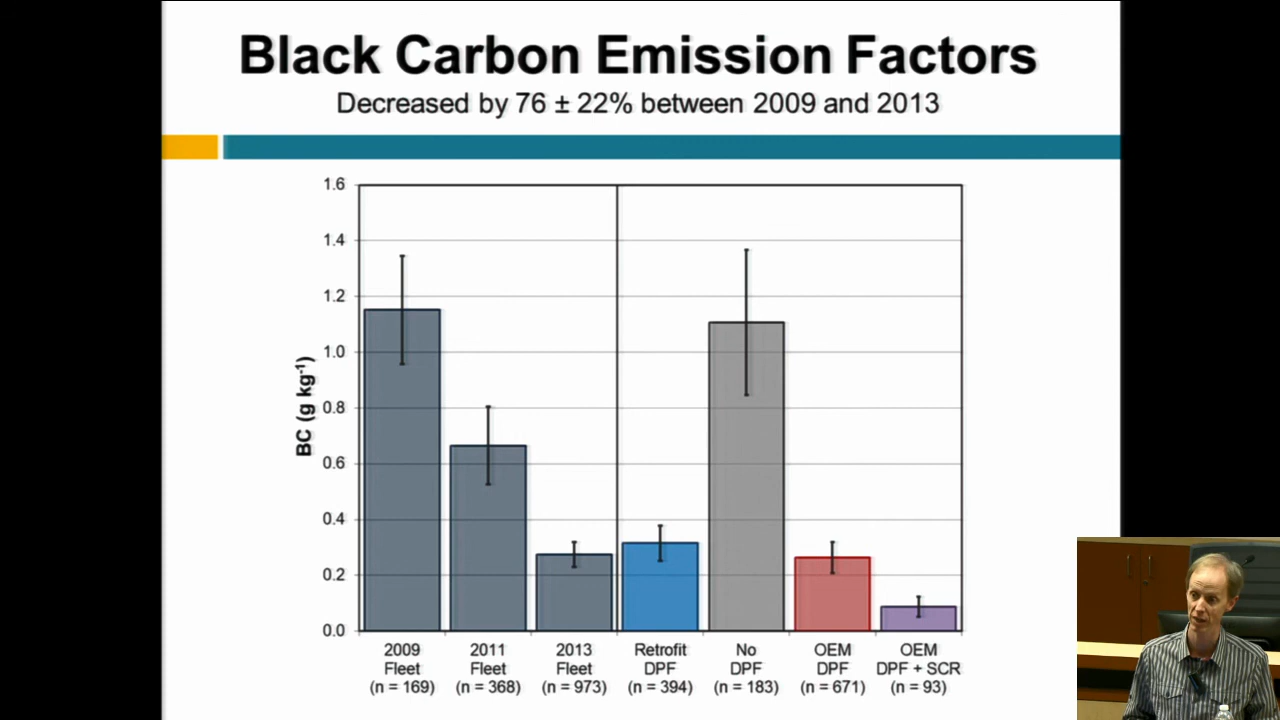 Black Carbon Emission Factors
Decreased by 76 ± 22% between 2009 and 2013
BC (g kg⁻¹)
1.6
1.4
1.2
1.0
0.8
0.6
0.4
0.2
0.0
2009
Fleet
(n = 169)
2011
Fleet
(n = 368)
2013
Fleet
(n = 973)
Retrofit
DPF
(n = 394)
No
DPF
(n = 183)
OEM
DPF
(n = 671)
OEM
DPF + SCR
(n = 93)